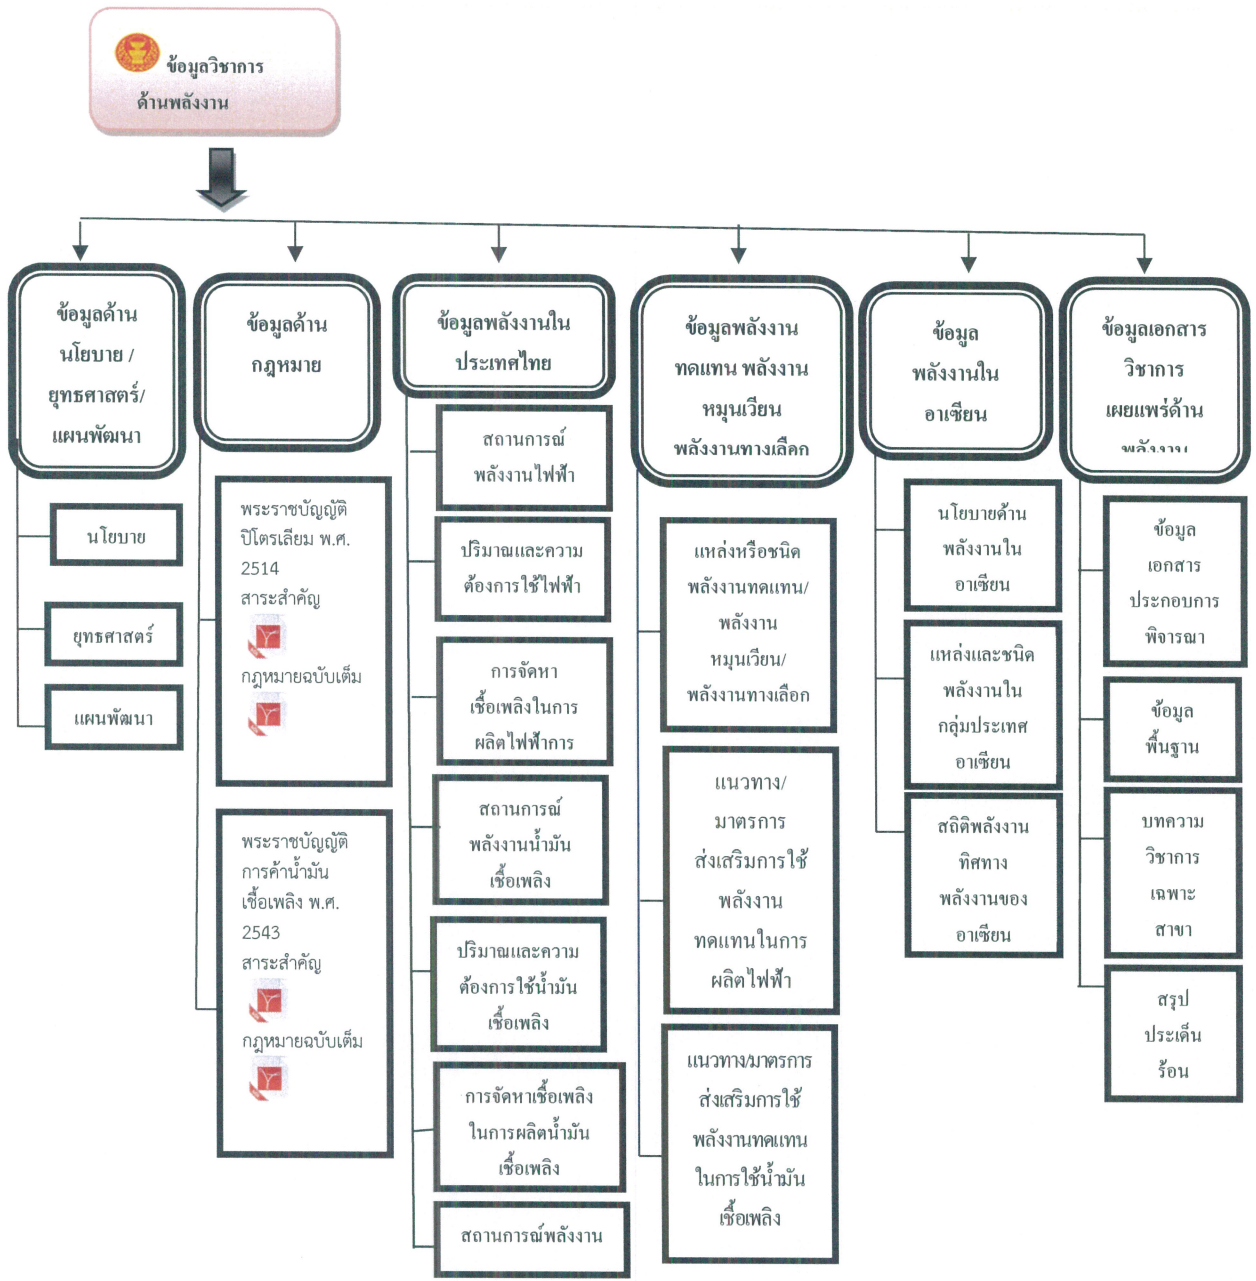 ข้อมูลวิชาการ
ด้านพลังงาน
ข้อมูลด้าน
นโยบาย /
ยุทธศาสตร์/
แผนพัฒนา
นโยบาย
ยุทธศาสตร์
แผนพัฒนา
ข้อมูลด้าน
กฎหมาย
พระราชบัญญัติ
ปิโตรเลียม พ.ศ.
2514
สาระสำคัญ
กฎหมายฉบับเต็ม
พระราชบัญญัติ
การค้าน้ำมัน
เชื้อเพลิง พ.ศ.
2543
สาระสำคัญ
กฎหมายฉบับเต็ม
ข้อมูลพลังงานใน
ประเทศไทย
สถานการณ์
พลังงานไฟฟ้า
ปริมาณและความ
ต้องการใช้ไฟฟ้า
การจัดหา
เชื้อเพลิงในการ
ผลิตไฟฟ้าการ
สถานการณ์
พลังงานน้ำมัน
เชื้อเพลิง
ปริมาณและความ
ต้องการใช้น้ำมัน
เชื้อเพลิง
การจัดหาเชื้อเพลิง
ในการผลิตน้ำมัน
เชื้อเพลิง
สถานการณ์พลังงาน
ข้อมูลพลังงาน
ทดแทน พลังงาน
หมุนเวียน
พลังงานทางเลือก
แหล่งหรือชนิด
พลังงานทดแทน/
พลังงาน
หมุนเวียน/
พลังงานทางเลือก
แนวทาง/
มาตรการ
ส่งเสริมการใช้
พลังงาน
ทดแทนในการ
ผลิตไฟฟ้า
แนวทาง/มาตรการ
ส่งเสริมการใช้
พลังงานทดแทน
ในการใช้น้ำมัน
เชื้อเพลิง
ข้อมูล
พลังงานใน
อาเซียน
นโยบายด้าน
พลังงานใน
อาเซียน
แหล่งและชนิด
พลังงานใน
กลุ่มประเทศ
อาเซียน
สถิติพลังงาน
ทิศทาง
พลังงานของ
อาเซียน
ข้อมูลเอกสาร
วิชาการ
เผยแพร่ด้าน
พลังงาน
ข้อมูล
เอกสาร
ประกอบการ
พิจารณา
ข้อมูล
พื้นฐาน
บทความ
วิชาการ
เฉพาะ
สาขา
สรุป
ประเด็น
ร้อน